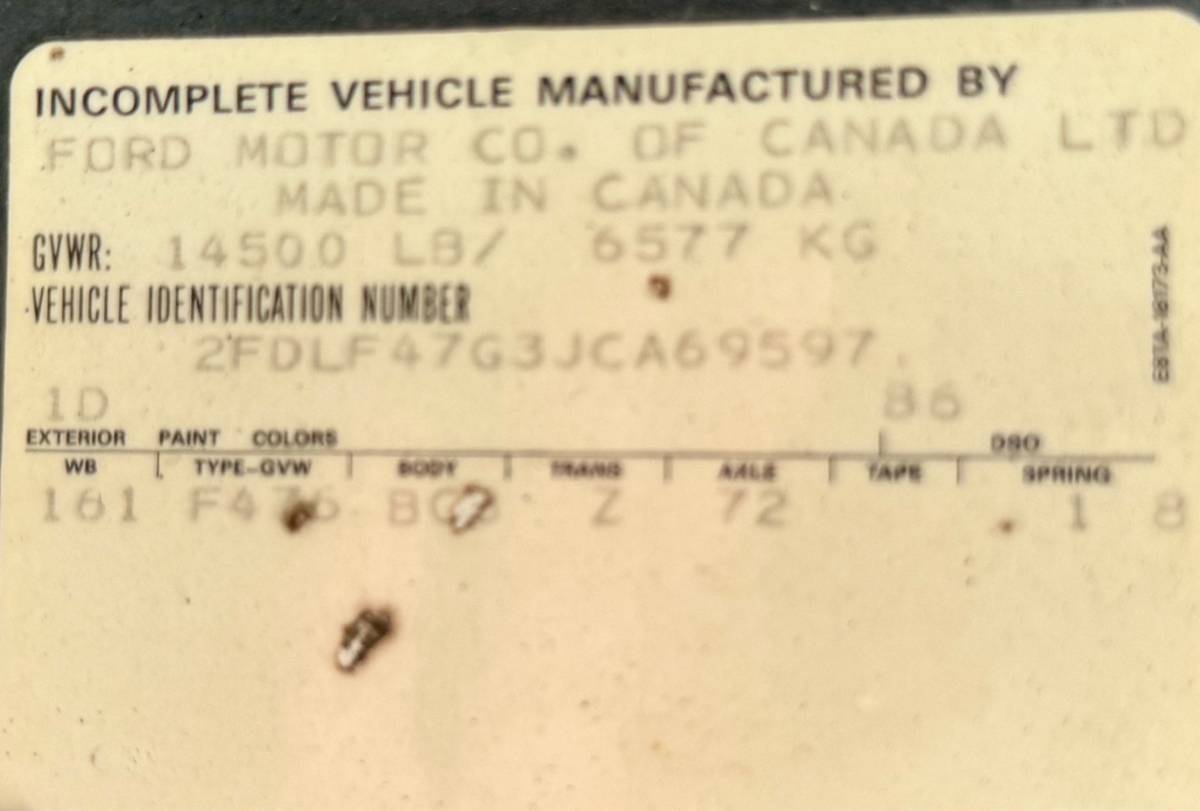 INCOMPLETE VEHICLE MANUFACTURED BY
FORD MOTOR CO. OF CANADA LTD
MADE IN CANADA
GVWR: 14500 LB/ 6577 KG
VEHICLE IDENTIFICATION NUMBER
2FDLF47G3JCA69597
1D B6
EXTERIOR PAINT COLORS DSO
WB TYPE-GVW BODY TRANS AXLE TAPE SPRING
161 Z 72 1 8